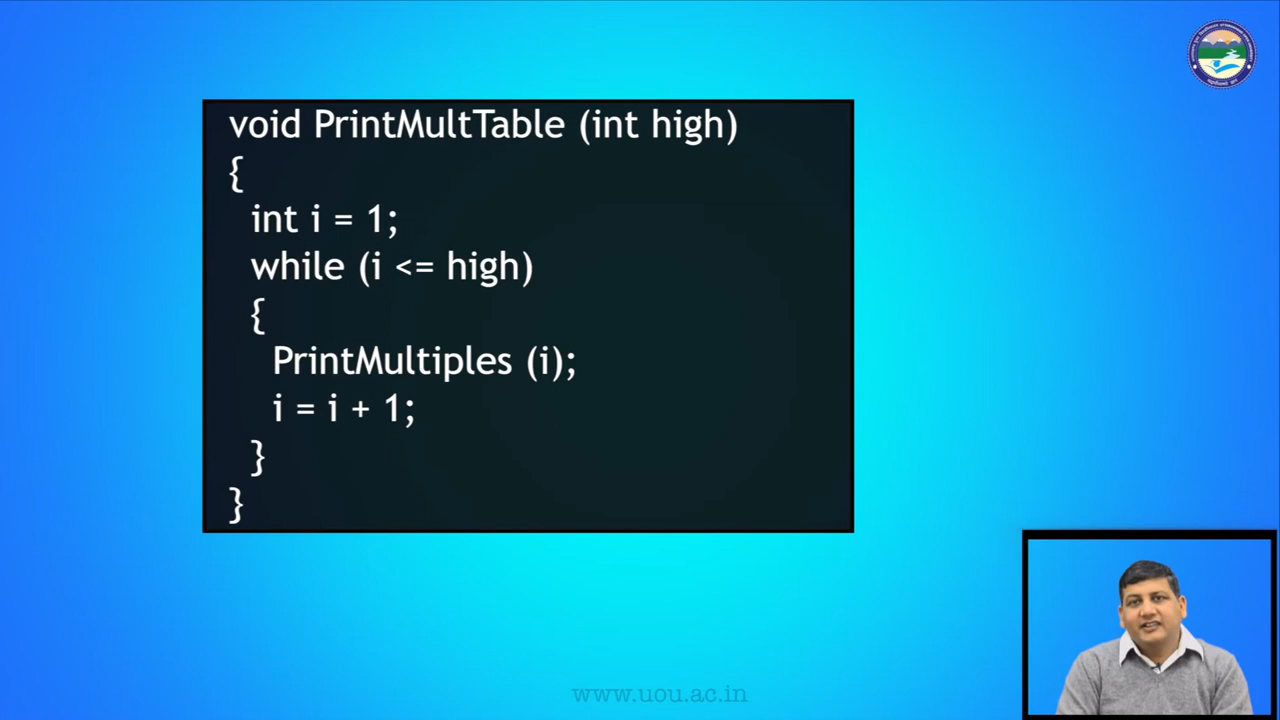 void PrintMultTable (int high)
{
int i = 1;
while (i <= high)
{
PrintMultiples (i);
i = i + 1;
}
}
www.uou.ac.in